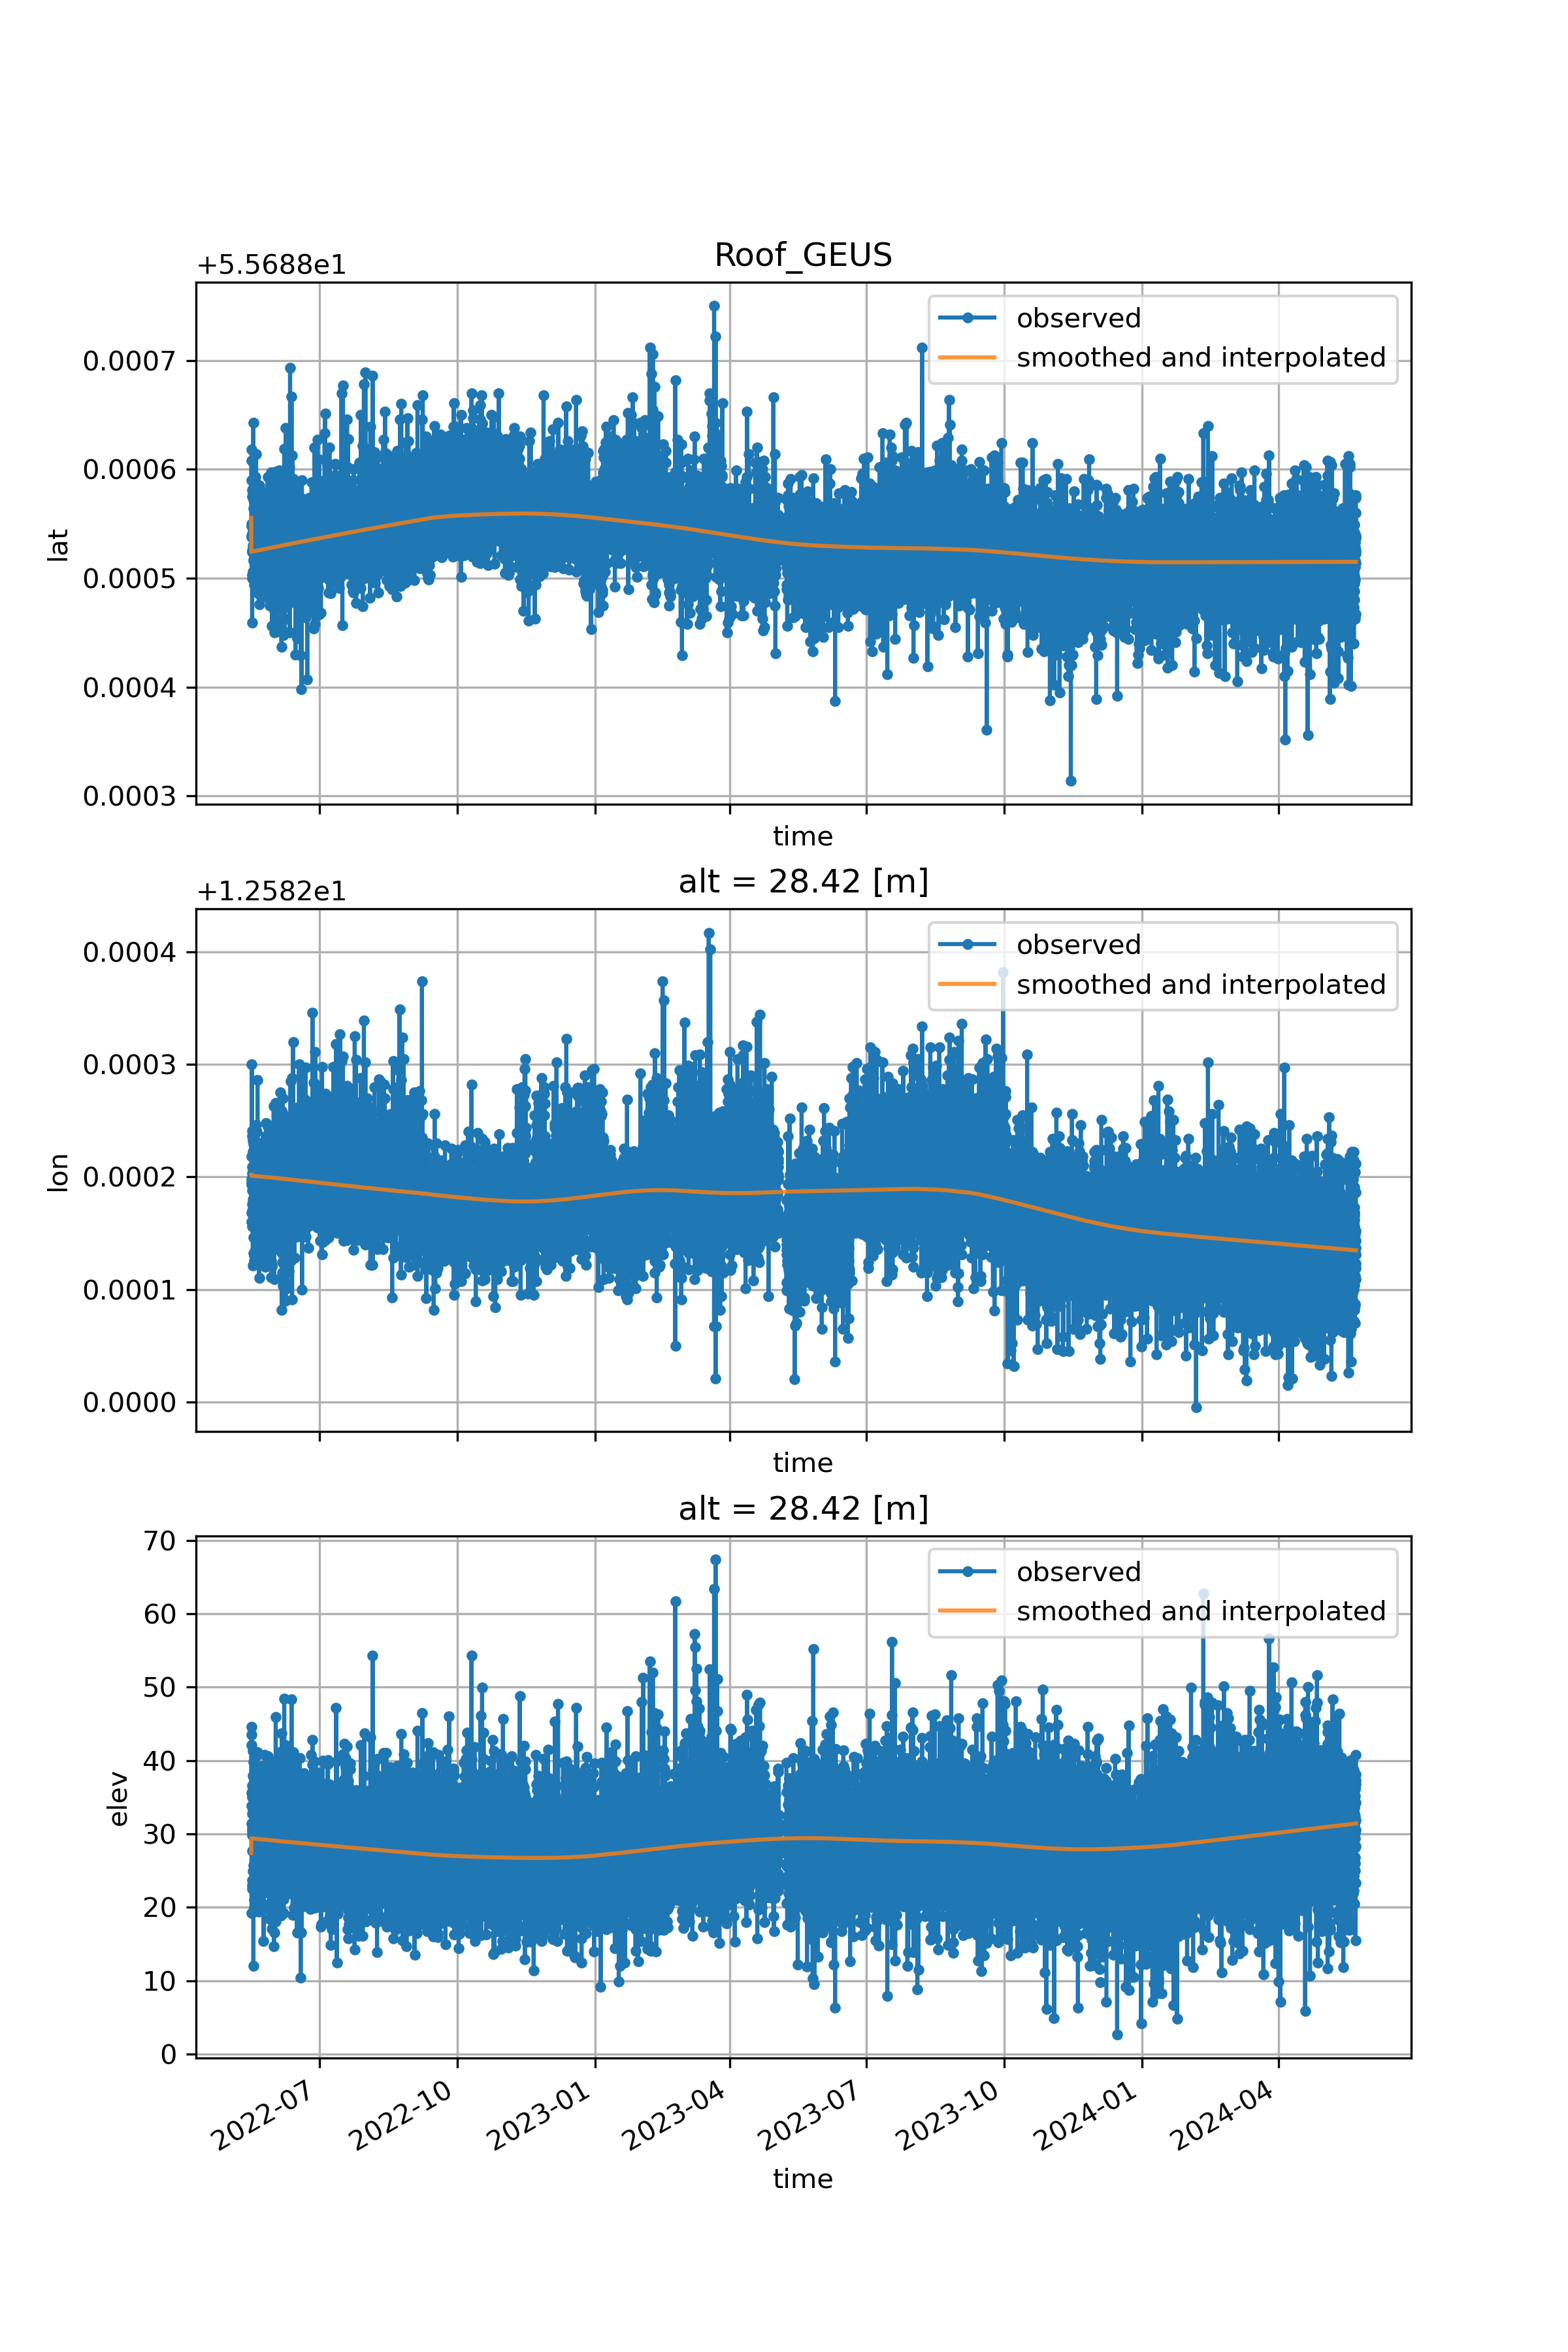 Roof_GEUS
+5.5688e1
observed
smoothed and interpolated
0.0007
0.0006
0.0005
0.0004
0.0003
lat
time
alt = 28.42 [m]
+1.2582e1
observed
smoothed and interpolated
0.0004
0.0003
0.0002
0.0001
0.0000
lon
time
alt = 28.42 [m]
observed
smoothed and interpolated
70
60
50
40
30
20
10
0
elev
2022-07 2022-10 2023-01 2023-04 2023-07 2023-10 2024-01 2024-04
time